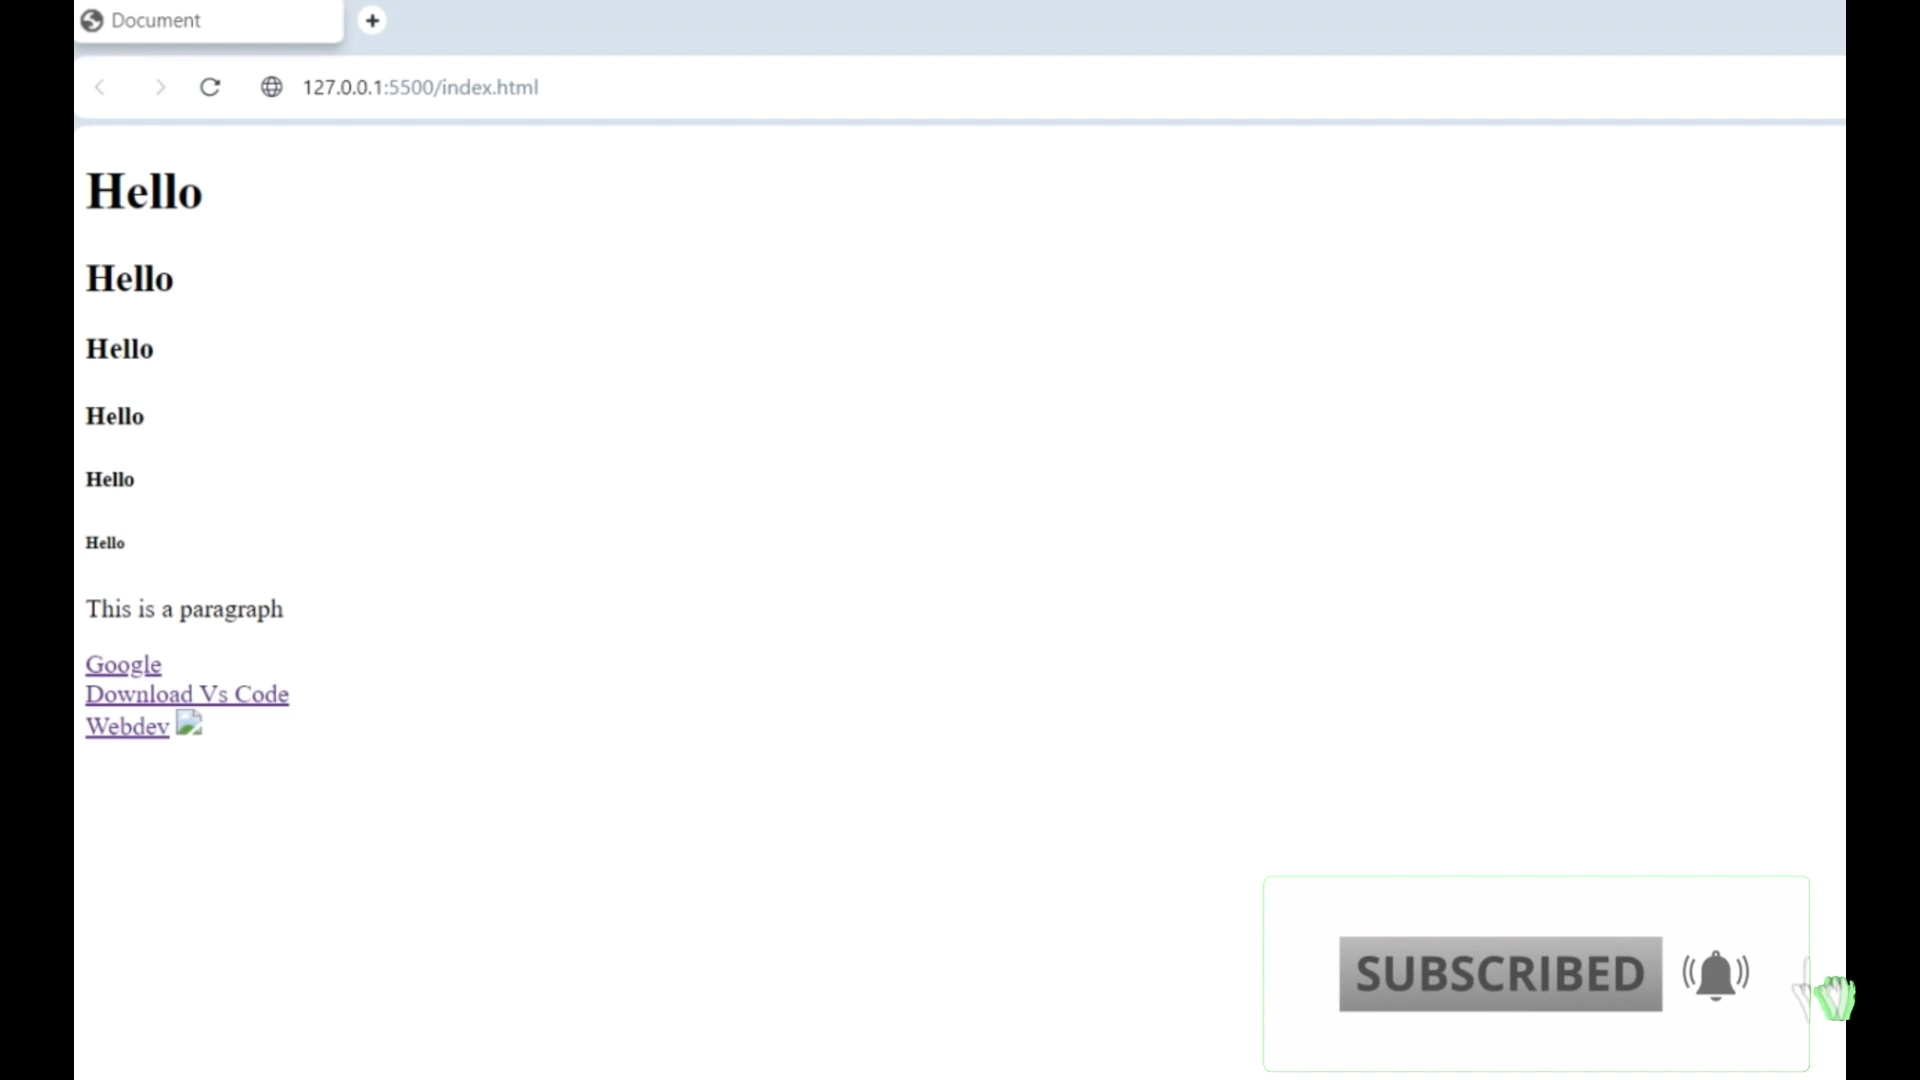 Document
127.0.0.1:5500/index.html
Hello
Hello
Hello
Hello
Hello
Hello
This is a paragraph
Google
Download Vs Code
Webdev
SUBSCRIBED